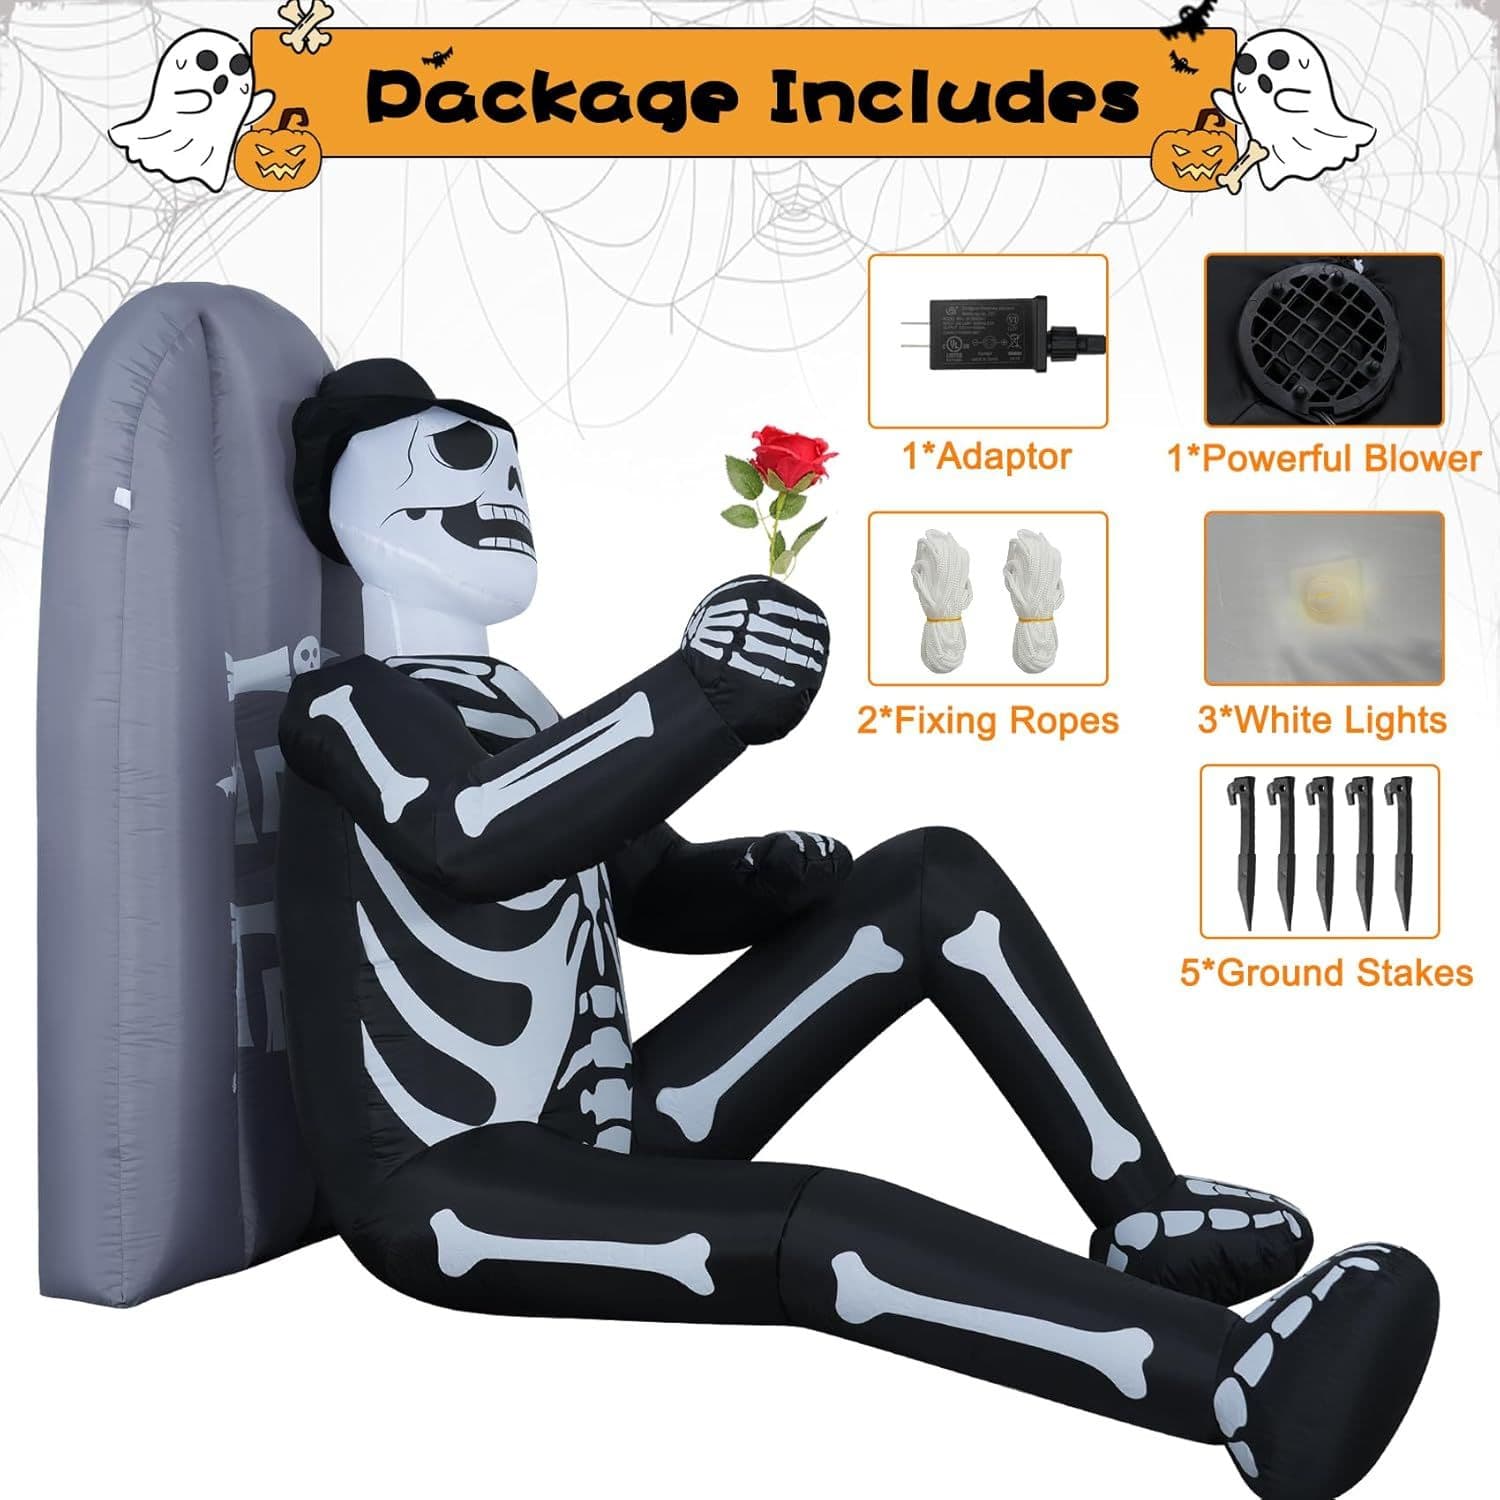 Package Includes
1*Adaptor
1*Powerful Blower
2*Fixing Ropes
3*White Lights
5*Ground Stakes